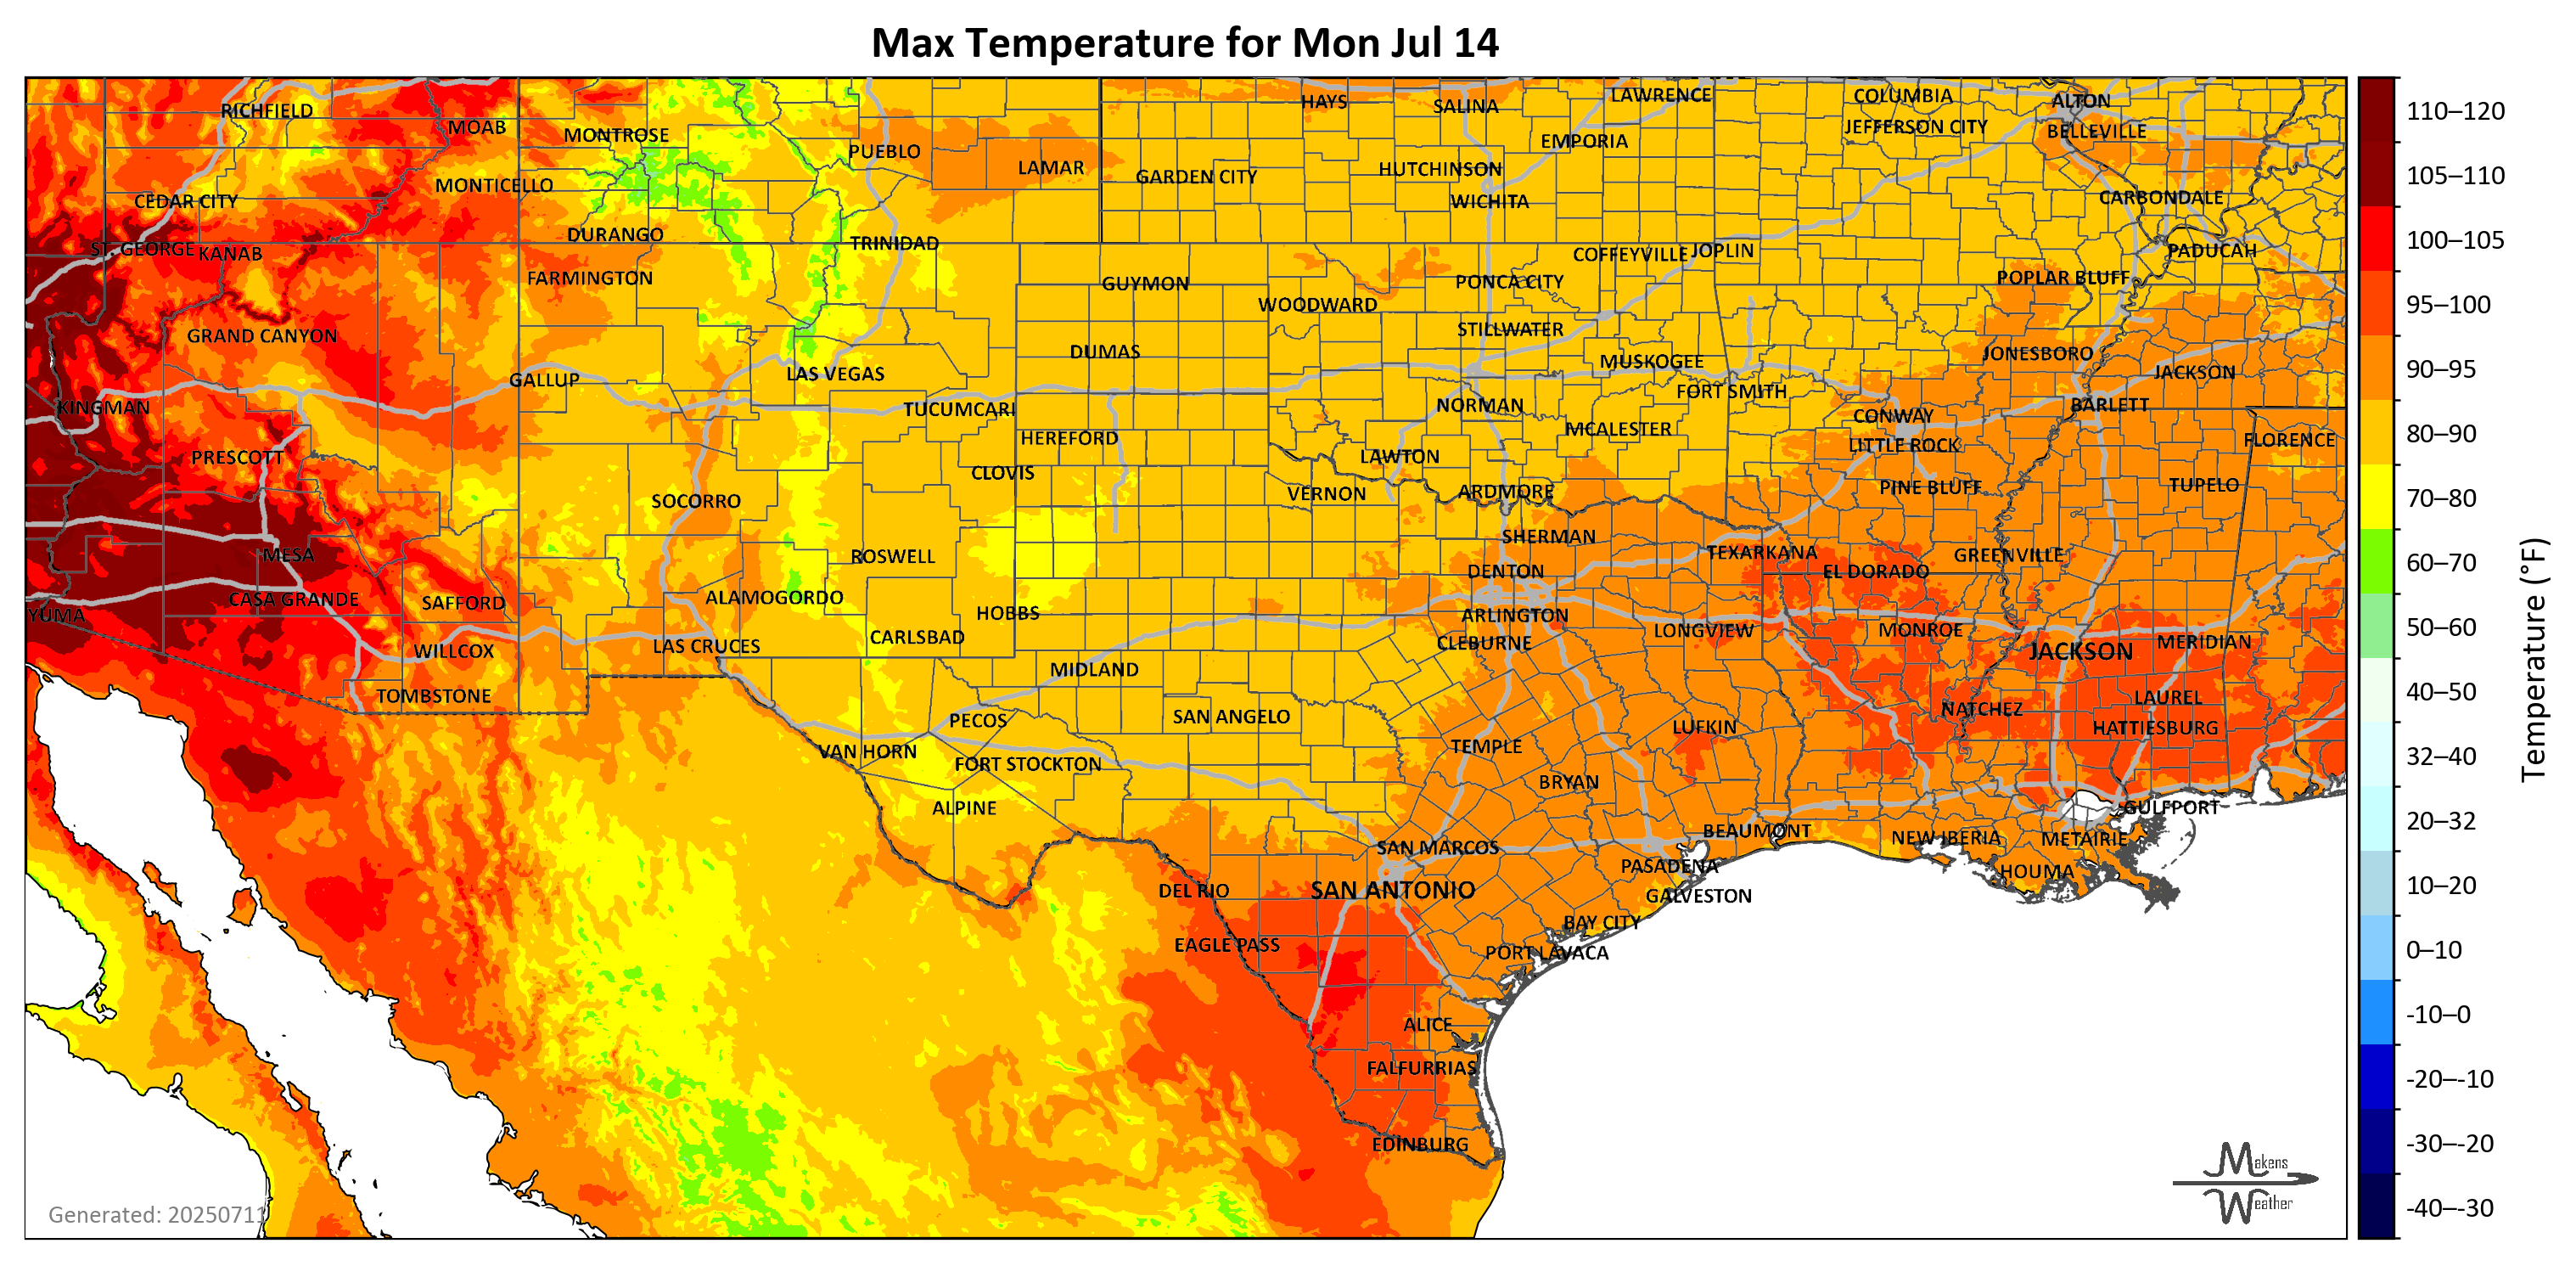 Max Temperature for Mon Jul 14
RICHFIELD
MOAB
MONTROSE
PUEBLO
LAMAR
HAYS
SALINA
LAWRENCE
COLUMBIA
ALTON
EMPORIA
JEFFERSON CITY
BELLEVILLE
CEDAR CITY
MONTICELLO
GARDEN CITY
HUTCHINSON
WICHITA
CARBONDALE
ST. GEORGE
KANAB
DURANGO
TRINIDAD
COFFEYVILLE
JOPLIN
PADUCAH
FARMINGTON
GUYMON
WOODWARD
PONCA CITY
POPLAR BLUFF
GRAND CANYON
DUMAS
STILLWATER
MUSKOGEE
JONESBORO
JACKSON
GALLUP
LAS VEGAS
FORT SMITH
KINGMAN
TUCUMCARI
NORMAN
CONWAY
BARLETT
PRESCOTT
HEREFORD
LAWTON
MCALESTER
LITTLE ROCK
FLORENCE
SOCORRO
CLOVIS
VERNON
ARDMORE
PINE BLUFF
TUPELO
MESA
ROSWELL
SHERMAN
TEXARKANA
GREENVILLE
DENTON
EL DORADO
YUMA
CASA GRANDE
SAFFORD
ALAMOGORDO
HOBBS
ARLINGTON
WILLCOX
LAS CRUCES
CARLSBAD
CLEBURNE
LONGVIEW
MONROE
JACKSON
MERIDIAN
TOMBSTONE
MIDLAND
PECOS
SAN ANGELO
NATCHEZ
LAUREL
VAN HORN
FORT STOCKTON
TEMPLE
LUFKIN
HATTIESBURG
ALPINE
BRYAN
GULFPORT
SAN MARCOS
BEAUMONT
NEW IBERIA
METAIRIE
DEL RIO
SAN ANTONIO
PASADENA
GALVESTON
HOUMA
EAGLE PASS
BAY CITY
PORT LAVACA
ALICE
FALFURRIAS
EDINBURG
Generated: 20250711
Makens
Weather
110–120
105–110
100–105
95–100
90–95
80–90
70–80
60–70
50–60
40–50
32–40
20–32
10–20
0–10
-10–0
-20–-10
-30–-20
-40–-30
Temperature (°F)